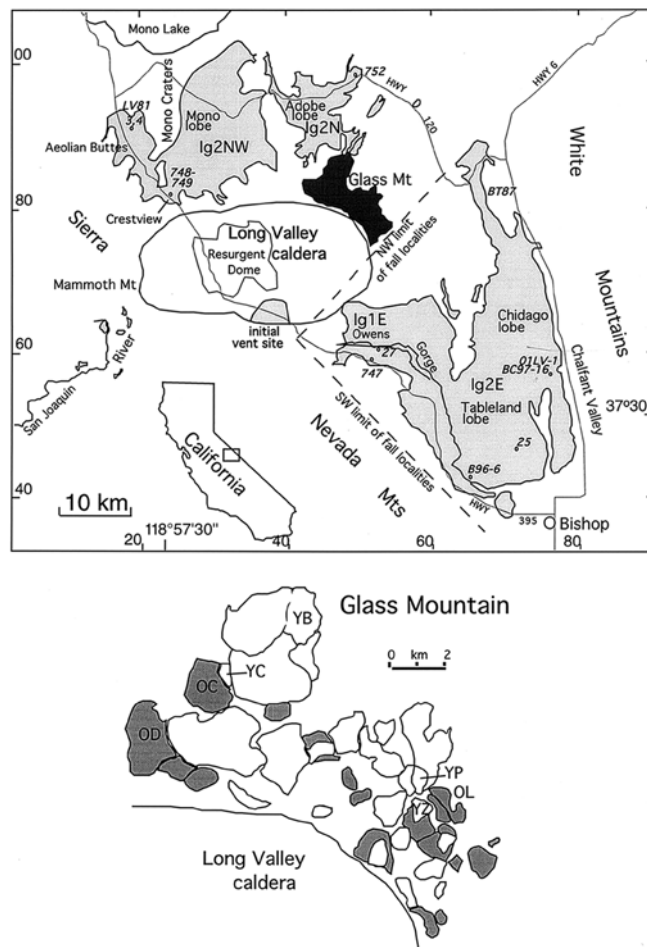 Mono Lake
00
752
HWY
HWY 6
D
120
LV81
3,4
Mono Craters
Mono
lobe
Adobe
lobe
Ig2N
Ig2NW
Aeolian Buttes
White
748-
749
Glass Mt
BT87
Crestview
80
Sierra
Long Valley
caldera
NW limit
of fall localities
Resurgent
Dome
Mountains
Mammoth Mt
initial
vent site
Ig1E
Owens
Gorge
Chidago
lobe
River
San Joaquin
27
747
01LV-1
BC97-16
60
Ig2E
Chalfant Valley
37º30
Tableland
lobe
Nevada
SW limit of fall localities
California
25
B96-6
Mts
40
10 km
HWY
395
Bishop
118°57'30"
20
40
60
80
Glass Mountain
YB
0 km 2
YC
OC
OD
YP
OL
YZ
Long Valley
caldera